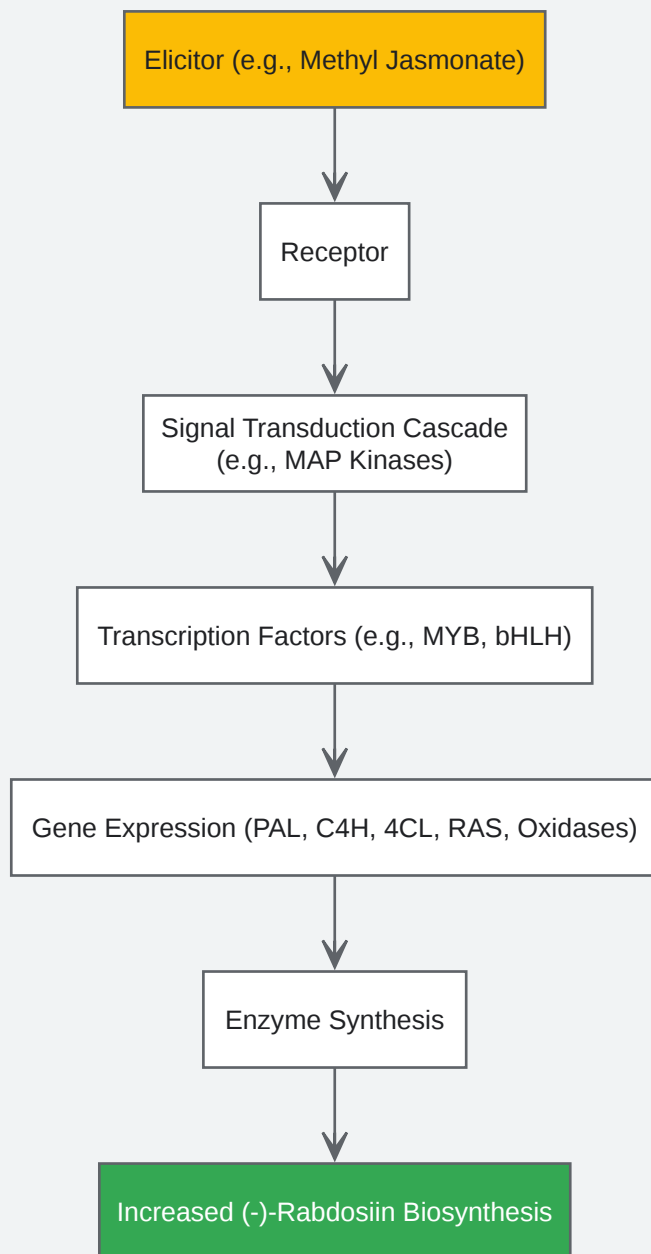 Elicitor (e.g., Methyl Jasmonate)
Receptor
Signal Transduction Cascade
(e.g., MAP Kinases)
Transcription Factors (e.g., MYB, bHLH)
Gene Expression (PAL, C4H, 4CL, RAS, Oxidases)
Enzyme Synthesis
Increased (-)-Rabdosiin Biosynthesis